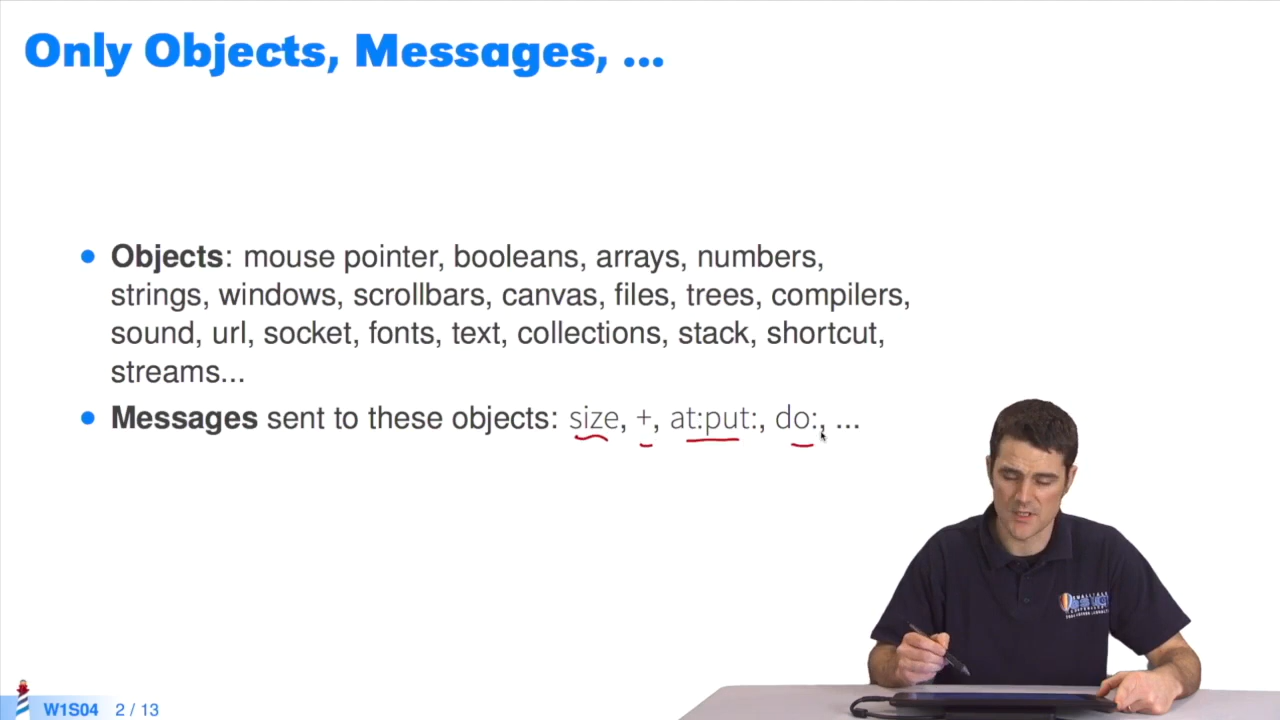 Only Objects, Messages, ...
• Objects: mouse pointer, booleans, arrays, numbers,
strings, windows, scrollbars, canvas, files, trees, compilers,
sound, url, socket, fonts, text, collections, stack, shortcut,
streams...
• Messages sent to these objects: size, +, at:put:, do:, ...
W1S04 2 / 13